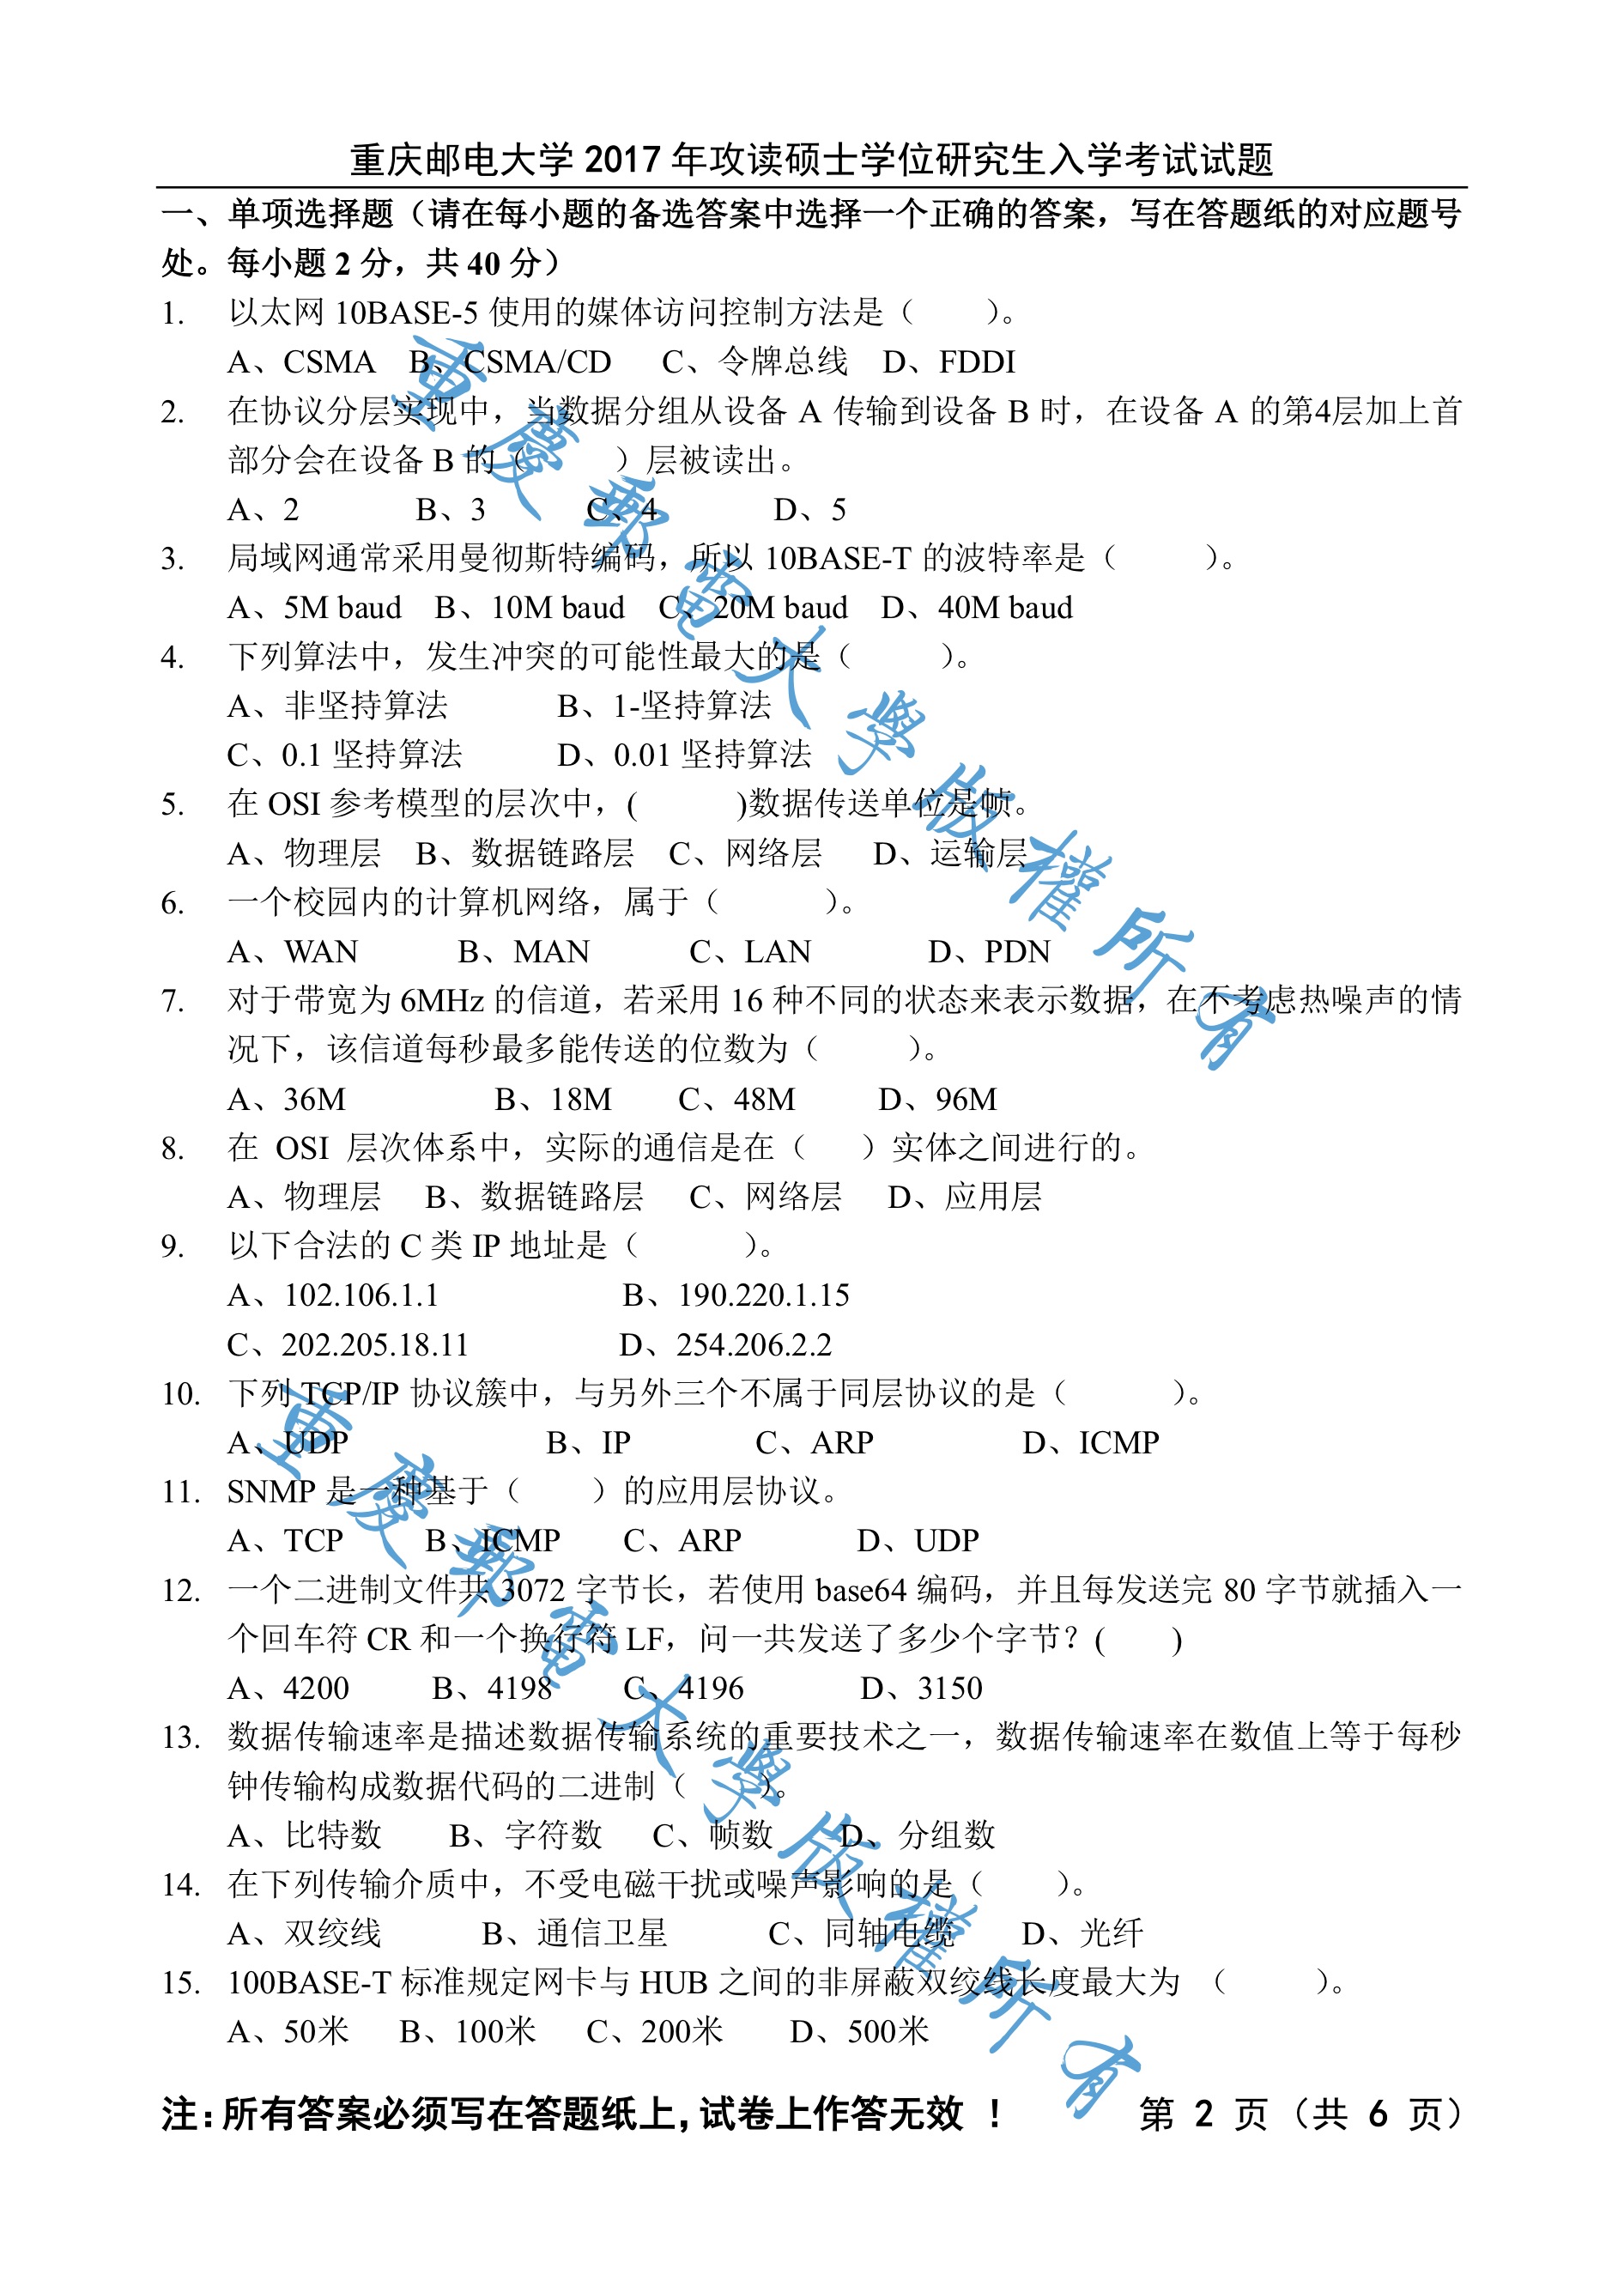 重庆邮电大学 2017 年攻读硕士学位研究生入学考试试题
一、单项选择题（请在每小题的备选答案中选择一个正确的答案，写在答题纸的对应题号
处。每小题 2 分，共 40 分）
1. 以太网 10BASE-5 使用的媒体访问控制方法是（ ）。
A、CSMA B、CSMA/CD C、令牌总线 D、FDDI
2. 在协议分层实现中，当数据分组从设备 A 传输到设备 B 时，在设备 A 的第4层加上首
部分会在设备 B 的（ ）层被读出。
A、2 B、3 C、4 D、5
3. 局域网通常采用曼彻斯特编码，所以 10BASE-T 的波特率是（ ）。
A、5M baud B、10M baud C、20M baud D、40M baud
4. 下列算法中，发生冲突的可能性最大的是（ ）。
A、非坚持算法 B、1-坚持算法
C、0.1 坚持算法 D、0.01 坚持算法
5. 在 OSI 参考模型的层次中，( )数据传送单位是帧。
A、物理层 B、数据链路层 C、网络层 D、运输层
6. 一个校园内的计算机网络，属于（ ）。
A、WAN B、MAN C、LAN D、PDN
7. 对于带宽为 6MHz 的信道，若采用 16 种不同的状态来表示数据，在不考虑热噪声的情
况下，该信道每秒最多能传送的位数为（ ）。
A、36M B、18M C、48M D、96M
8. 在 OSI 层次体系中，实际的通信是在（ ）实体之间进行的。
A、物理层 B、数据链路层 C、网络层 D、应用层
9. 以下合法的 C 类 IP 地址是（ ）。
A、102.106.1.1 B、190.220.1.15
C、202.205.18.11 D、254.206.2.2
10. 下列 TCP/IP 协议簇中，与另外三个不属于同层协议的是（ ）。
A、UDP B、IP C、ARP D、ICMP
11. SNMP 是一种基于（ ）的应用层协议。
A、TCP B、ICMP C、ARP D、UDP
12. 一个二进制文件共 3072 字节长，若使用 base64 编码，并且每发送完 80 字节就插入一
个回车符 CR 和一个换行符 LF，问一共发送了多少个字节？( )
A、4200 B、4198 C、4196 D、3150
13. 数据传输速率是描述数据传输系统的重要技术之一，数据传输速率在数值上等于每秒
钟传输构成数据代码的二进制（ ）。
A、比特数 B、字符数 C、帧数 D、分组数
14. 在下列传输介质中，不受电磁干扰或噪声影响的是（ ）。
A、双绞线 B、通信卫星 C、同轴电缆 D、光纤
15. 100BASE-T 标准规定网卡与 HUB 之间的非屏蔽双绞线长度最大为 （ ）。
A、50米 B、100米 C、200米 D、500米
注：所有答案必须写在答题纸上，试卷上作答无效 ！ 第 2 页（共 6 页）
重慶郵電大學版權所有
重慶郵電大學版權所有